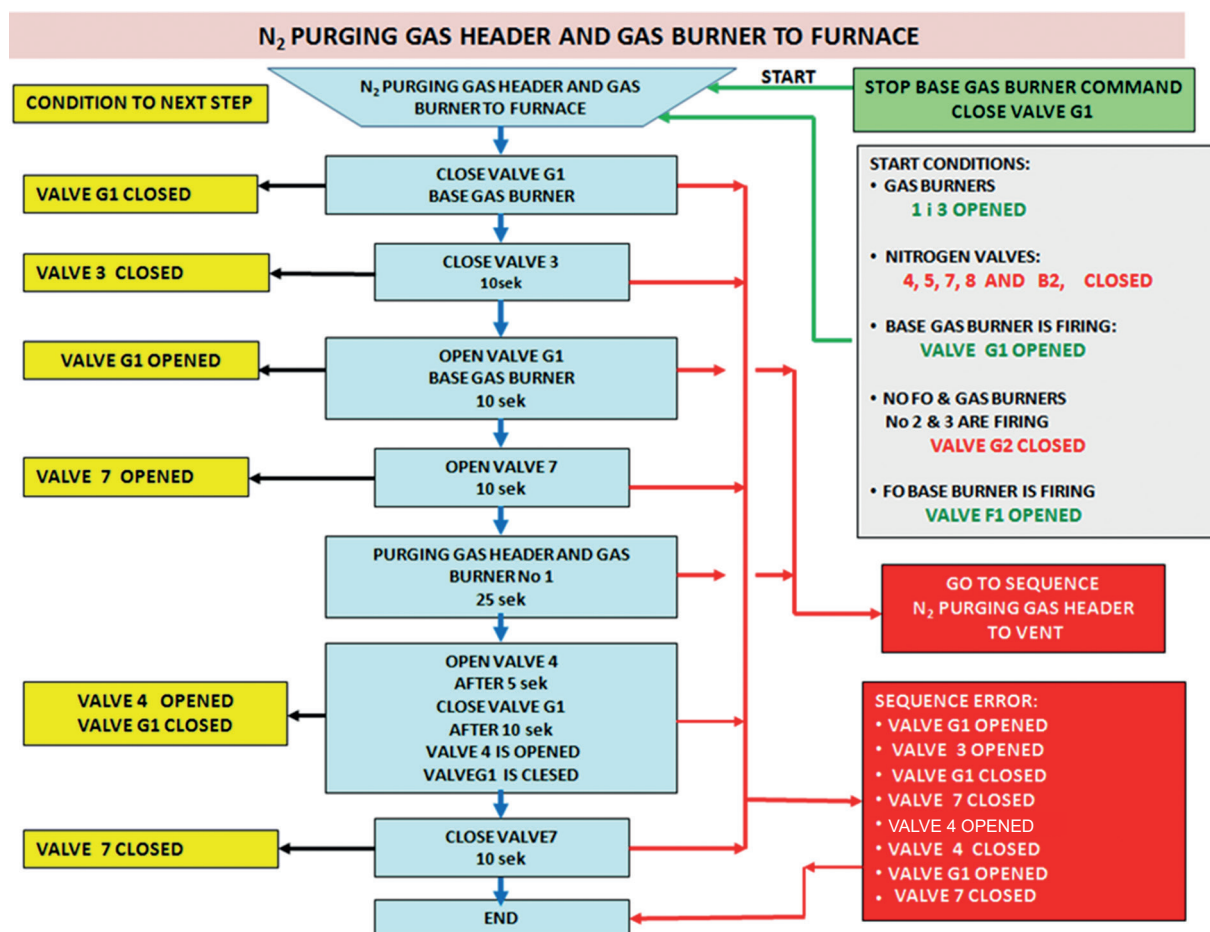 N₂ PURGING GAS HEADER AND GAS BURNER TO FURNACE
CONDITION TO NEXT STEP
N₂ PURGING GAS HEADER AND GAS
BURNER TO FURNACE
START
STOP BASE GAS BURNER COMMAND
CLOSE VALVE G1
VALVE G1 CLOSED
CLOSE VALVE G1
BASE GAS BURNER
VALVE 3 CLOSED
CLOSE VALVE 3
10sek
VALVE G1 OPENED
OPEN VALVE G1
BASE GAS BURNER
10 sek
VALVE 7 OPENED
OPEN VALVE 7
10 sek
PURGING GAS HEADER AND GAS
BURNER No 1
25 sek
VALVE 4 OPENED
VALVE G1 CLOSED
OPEN VALVE 4
AFTER 5 sek
CLOSE VALVE G1
AFTER 10 sek
VALVE 4 IS OPENED
VALVEG1 IS CLESED
VALVE 7 CLOSED
CLOSE VALVE7
10 sek
END
START CONDITIONS:
• GAS BURNERS
1 i 3 OPENED
• NITROGEN VALVES:
4, 5, 7, 8 AND B2, CLOSED
• BASE GAS BURNER IS FIRING:
VALVE G1 OPENED
• NO FO & GAS BURNERS
No 2 & 3 ARE FIRING
VALVE G2 CLOSED
• FO BASE BURNER IS FIRING
VALVE F1 OPENED
GO TO SEQUENCE
N₂ PURGING GAS HEADER
TO VENT
SEQUENCE ERROR:
• VALVE G1 OPENED
• VALVE 3 OPENED
• VALVE G1 CLOSED
• VALVE 7 CLOSED
• VALVE 4 OPENED
• VALVE 4 CLOSED
• VALVE G1 OPENED
• VALVE 7 CLOSED